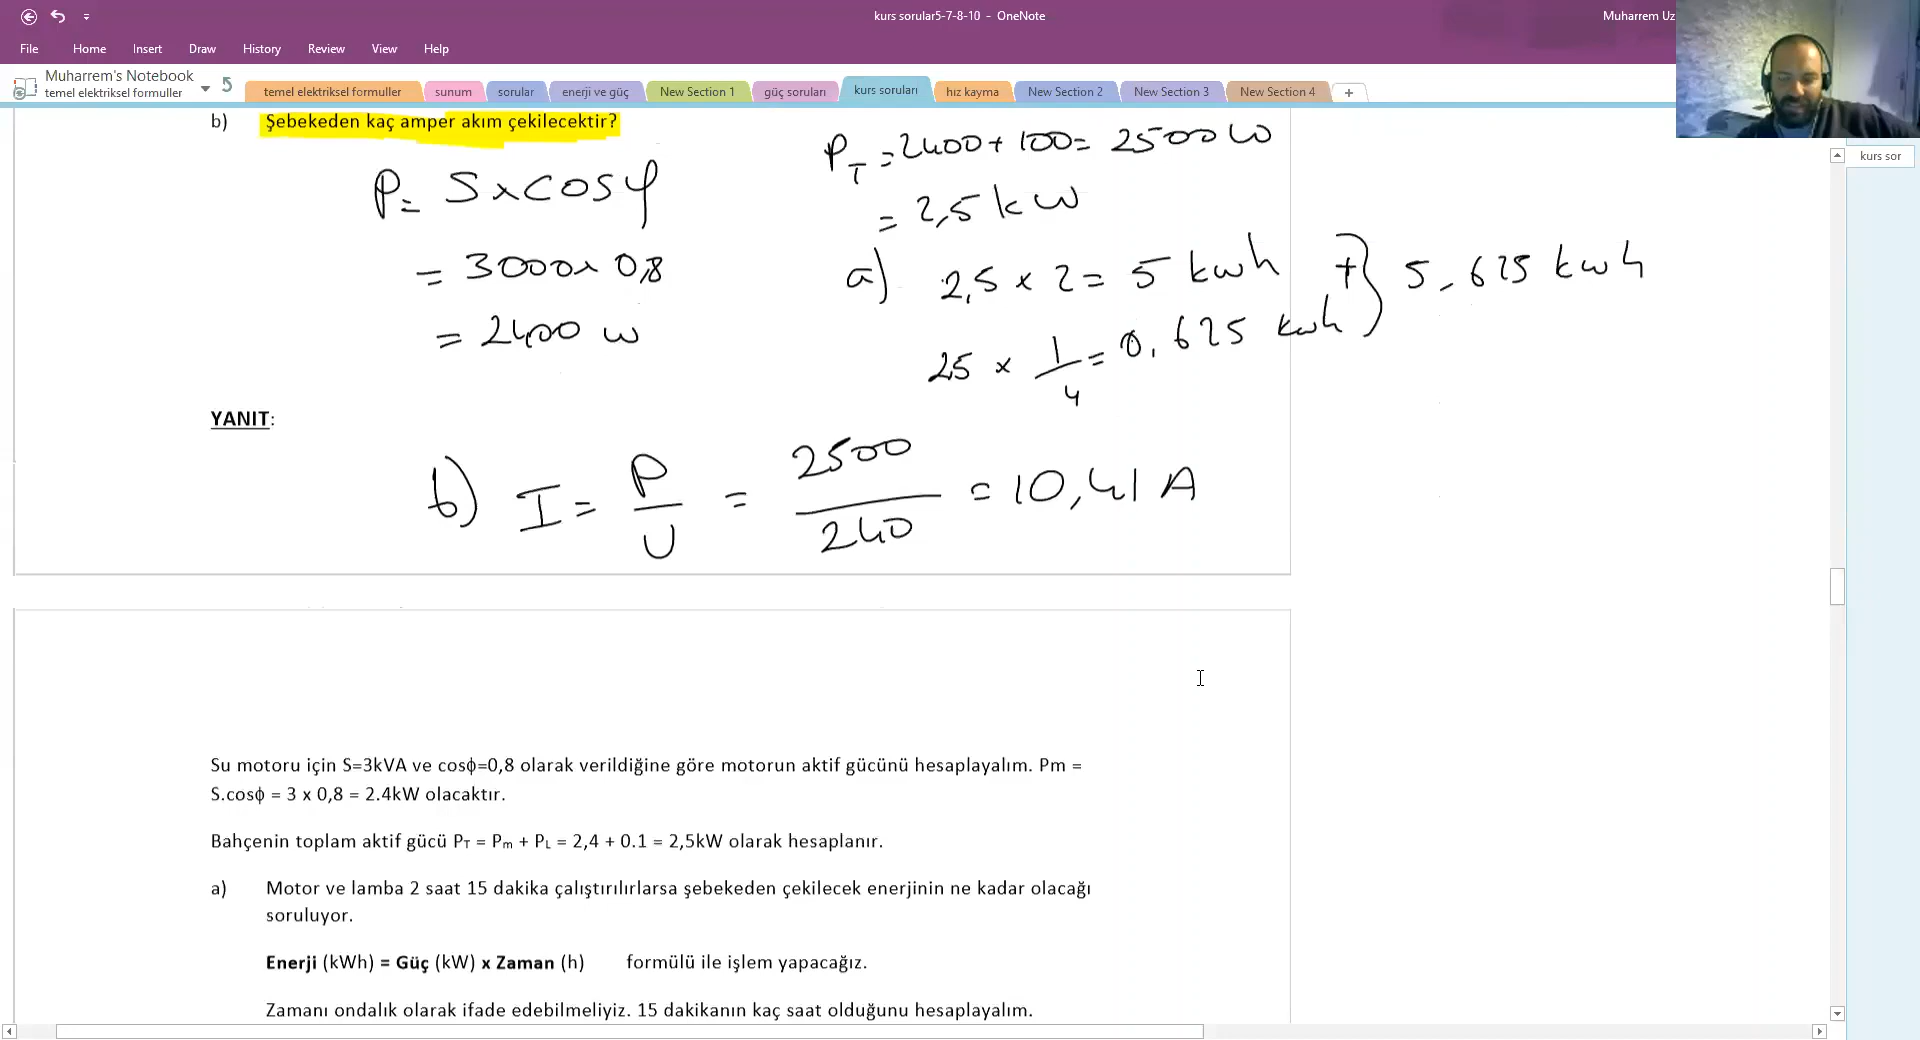 kurs sorular5-7-8-10 - OneNote
Muharrem Uz
File Home Insert Draw History Review View Help
Muharrem's Notebook
temel elektriksel formuller
temel elektriksel formuller sunum sorular enerji ve güç New Section 1 güç soruları kurs soruları hız kayma New Section 2 New Section 3 New Section 4 +
kurs sor
b) Şebekeden kaç amper akım çekilecektir?
P = S x cosφ
= 3000 x 0,8
= 2400 w
P_T = 2400 + 100 = 2500 W
= 2,5 kW
a) 2,5 x 2 = 5 kwh
25 x 1/4 = 0.625 kwh
+} 5.625 kwh
YANIT:
b) I = P/U = 2500/240 = 10,41 A
Su motoru için S=3kVA ve cosϕ=0,8 olarak verildiğine göre motorun aktif gücünü hesaplayalım. Pm =
S.cosϕ = 3 x 0,8 = 2.4kW olacaktır.
Bahçenin toplam aktif gücü PT = Pm + PL = 2,4 + 0.1 = 2,5kW olarak hesaplanır.
a) Motor ve lamba 2 saat 15 dakika çalıştırılırlarsa şebekeden çekilecek enerjinin ne kadar olacağı
soruluyor.
Enerji (kWh) = Güç (kW) x Zaman (h) formülü ile işlem yapacağız.
Zamanı ondalık olarak ifade edebilmeliyiz. 15 dakikanın kaç saat olduğunu hesaplayalım.